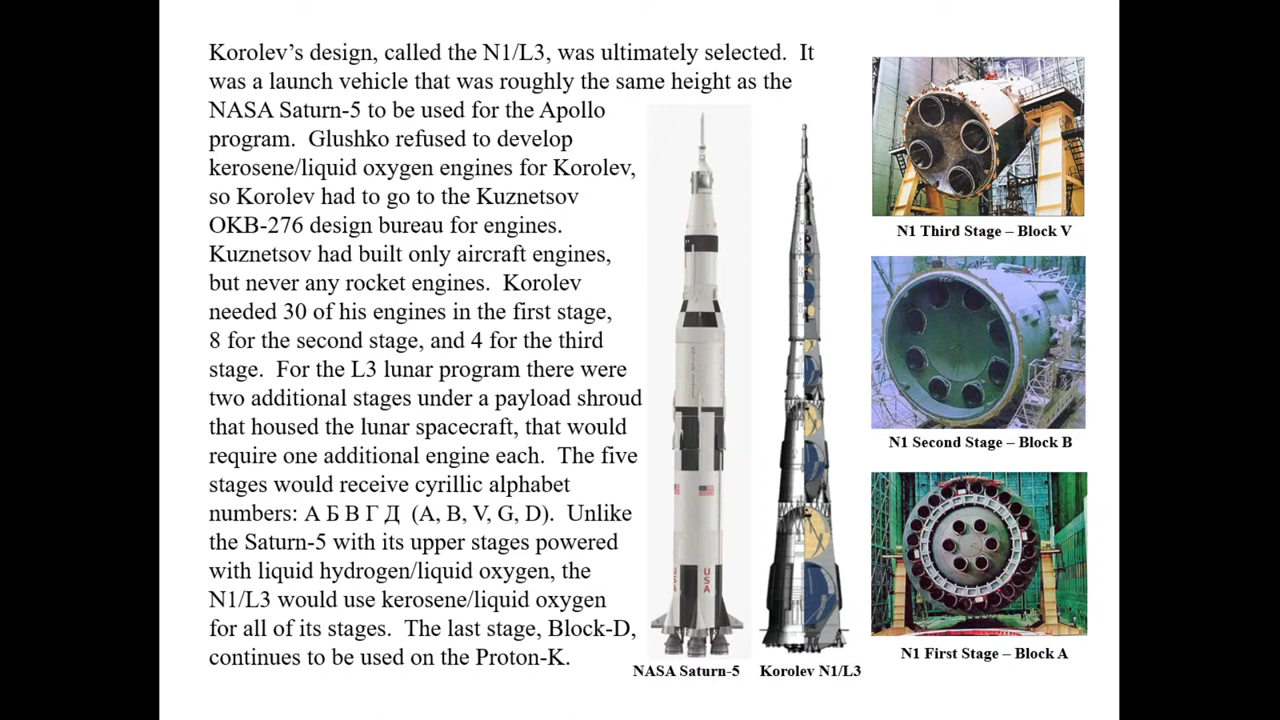 Korolev’s design, called the N1/L3, was ultimately selected.  It
was a launch vehicle that was roughly the same height as the
NASA Saturn-5 to be used for the Apollo
program.  Glushko refused to develop
kerosene/liquid oxygen engines for Korolev,
so Korolev had to go to the Kuznetsov
OKB-276 design bureau for engines.
Kuznetsov had built only aircraft engines,
but never any rocket engines.  Korolev
needed 30 of his engines in the first stage,
8 for the second stage, and 4 for the third
stage.  For the L3 lunar program there were
two additional stages under a payload shroud
that housed the lunar spacecraft, that would
require one additional engine each.  The five
stages would receive cyrillic alphabet
numbers: А Б В Г Д  (A, B, V, G, D).  Unlike
the Saturn-5 with its upper stages powered
with liquid hydrogen/liquid oxygen, the
N1/L3 would use kerosene/liquid oxygen
for all of its stages.  The last stage, Block-D,
continues to be used on the Proton-K.
USA
NASA Saturn-5
Korolev N1/L3
N1 Third Stage – Block V
N1 Second Stage – Block B
N1 First Stage – Block A